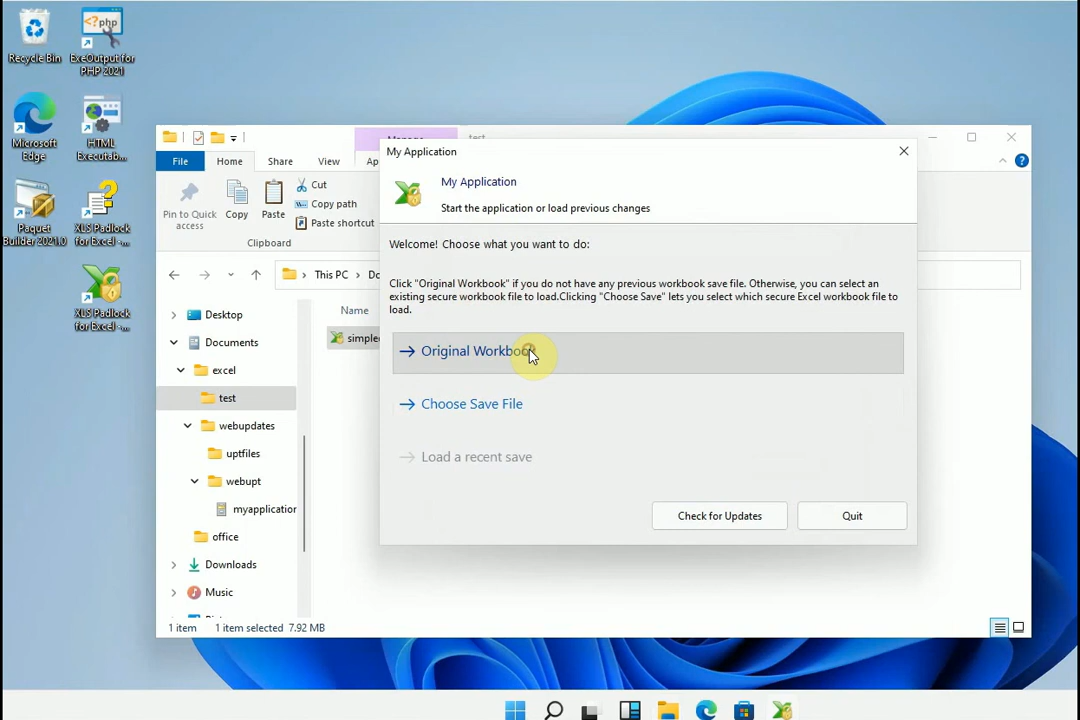 Recycle Bin
ExeOutput for
PHP 2021
Microsoft
Edge
HTML
Executab...
Paquet
Builder 2021.0
XLS Padlock
for Excel -...
XLS Padlock
for Excel -...
test
File
Home
Share
View
Pin to Quick
access
Copy
Paste
Cut
Copy path
Paste shortcut
Clipboard
This PC
Name
Desktop
Documents
excel
test
webupdates
uptfiles
webupt
myapplication
office
Downloads
Music
1 item
1 item selected
7.92 MB
My Application
My Application
Start the application or load previous changes
Welcome! Choose what you want to do:
Click "Original Workbook" if you do not have any previous workbook save file. Otherwise, you can select an
existing secure workbook file to load.Clicking "Choose Save" lets you select which secure Excel workbook file to
load.
Original Workbook
Choose Save File
Load a recent save
Check for Updates
Quit